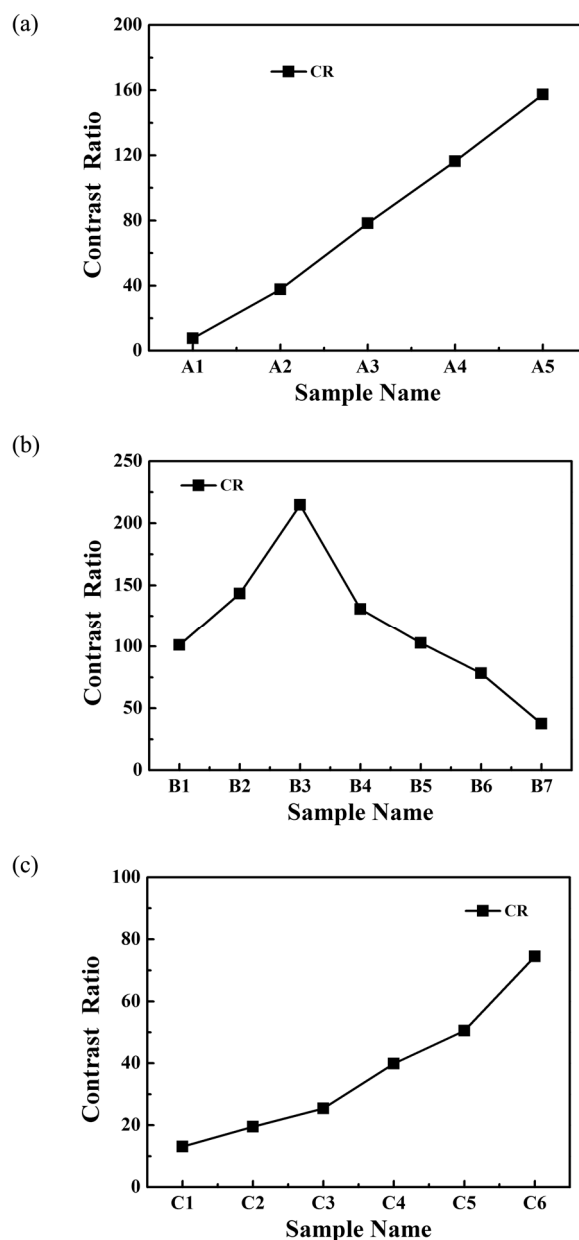 (a)
200
160
120
80
40
0
CR
Contrast Ratio
A1 A2 A3 A4 A5
Sample Name
(b)
250
200
150
100
50
0
CR
Contrast Ratio
B1 B2 B3 B4 B5 B6 B7
Sample Name
(c)
100
80
60
40
20
0
CR
Contrast Ratio
C1 C2 C3 C4 C5 C6
Sample Name